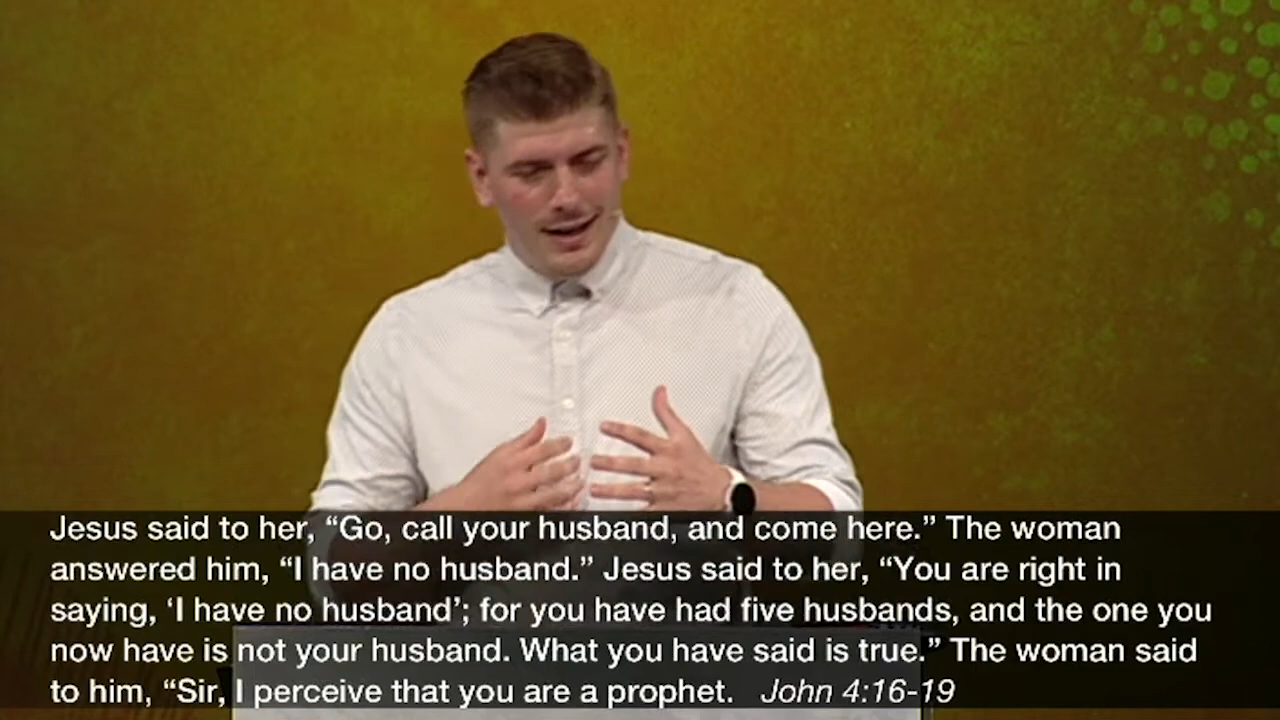 Jesus said to her, “Go, call your husband, and come here.” The woman
answered him, “I have no husband.” Jesus said to her, “You are right in
saying, ‘I have no husband’; for you have had five husbands, and the one you
now have is not your husband. What you have said is true.” The woman said
to him, “Sir, I perceive that you are a prophet. John 4:16-19